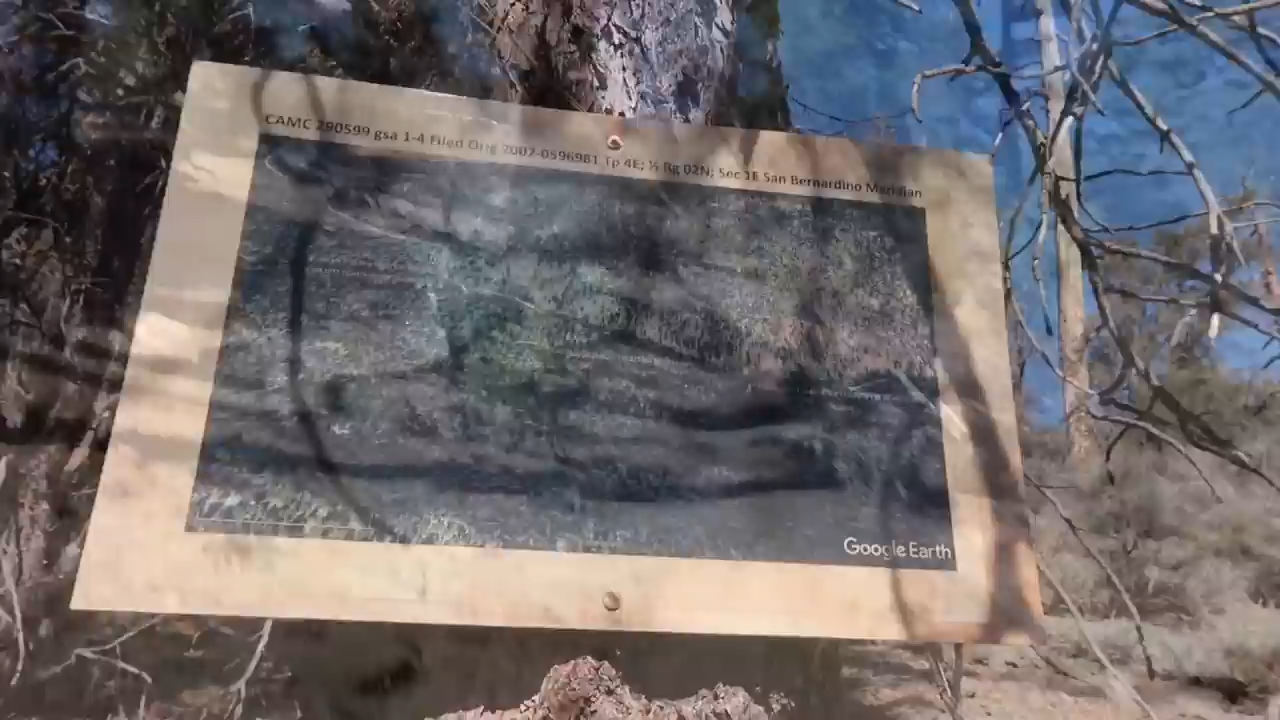 CAMC 290599 gsa 1-4 Filed Orig 2002-0596981 Tp 4E; ½ Rg 02N; Sec 1E San Bernardino Meridian
Google Earth